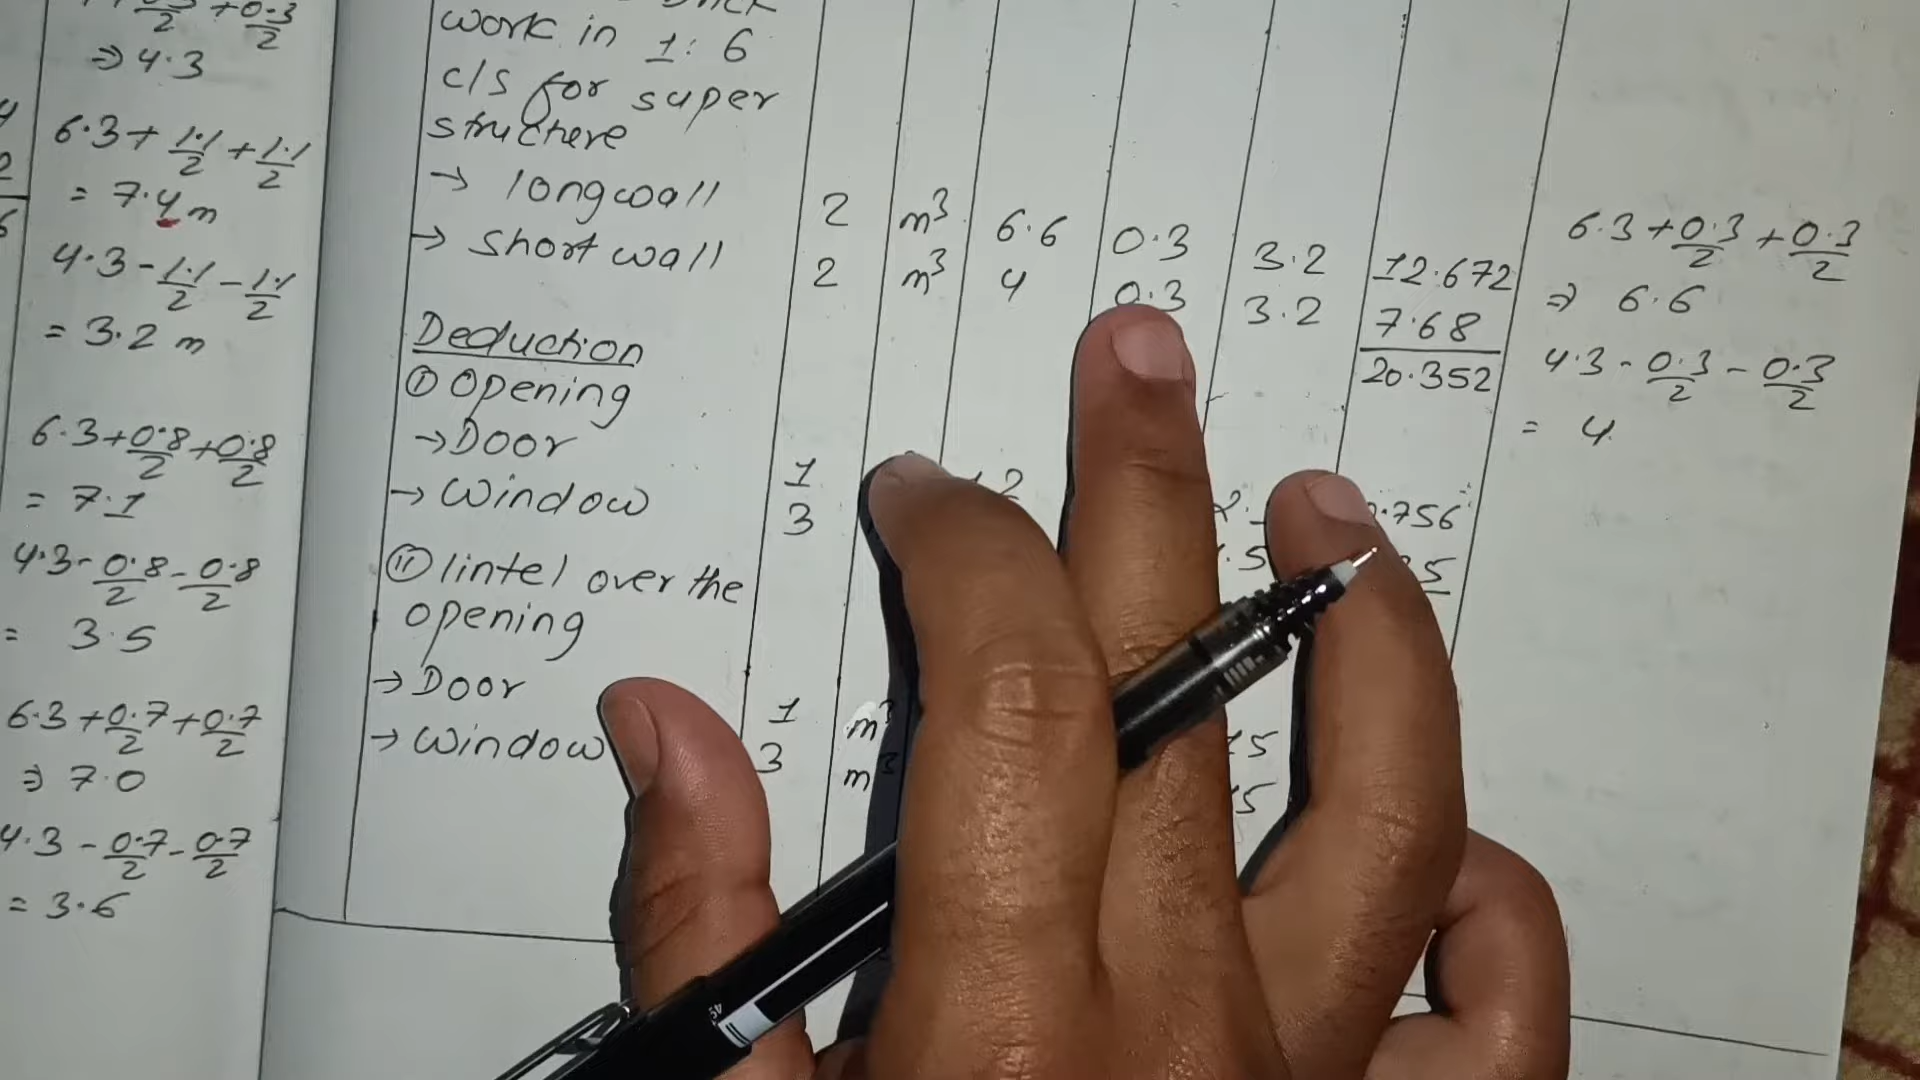 ⇒ 4.3
6.3 + 1.1/2 + 1.1/2
= 7.4 m
4.3 - 1.1/2 - 1.1/2
= 3.2 m
6.3 + 0.8/2 + 0.8/2
= 7.1
4.3 - 0.8/2 - 0.8/2
= 3.5
6.3 + 0.7/2 + 0.7/2
⇒ 7.0
4.3 - 0.7/2 - 0.7/2
= 3.6
work in 1:6
c/s for super
structere
→ longwall 2 m³ 6.6 0.3 3.2 12.672
→ short wall 2 m³ 4 0.3 3.2 7.68
20.352
Deduction
① Opening
→ Door 1
→ window 3
② lintel over the
opening
→ Door 1 m³
→ window 3 m³
6.3 + 0.3/2 + 0.3/2
⇒ 6.6
4.3 - 0.3/2 - 0.3/2
= 4